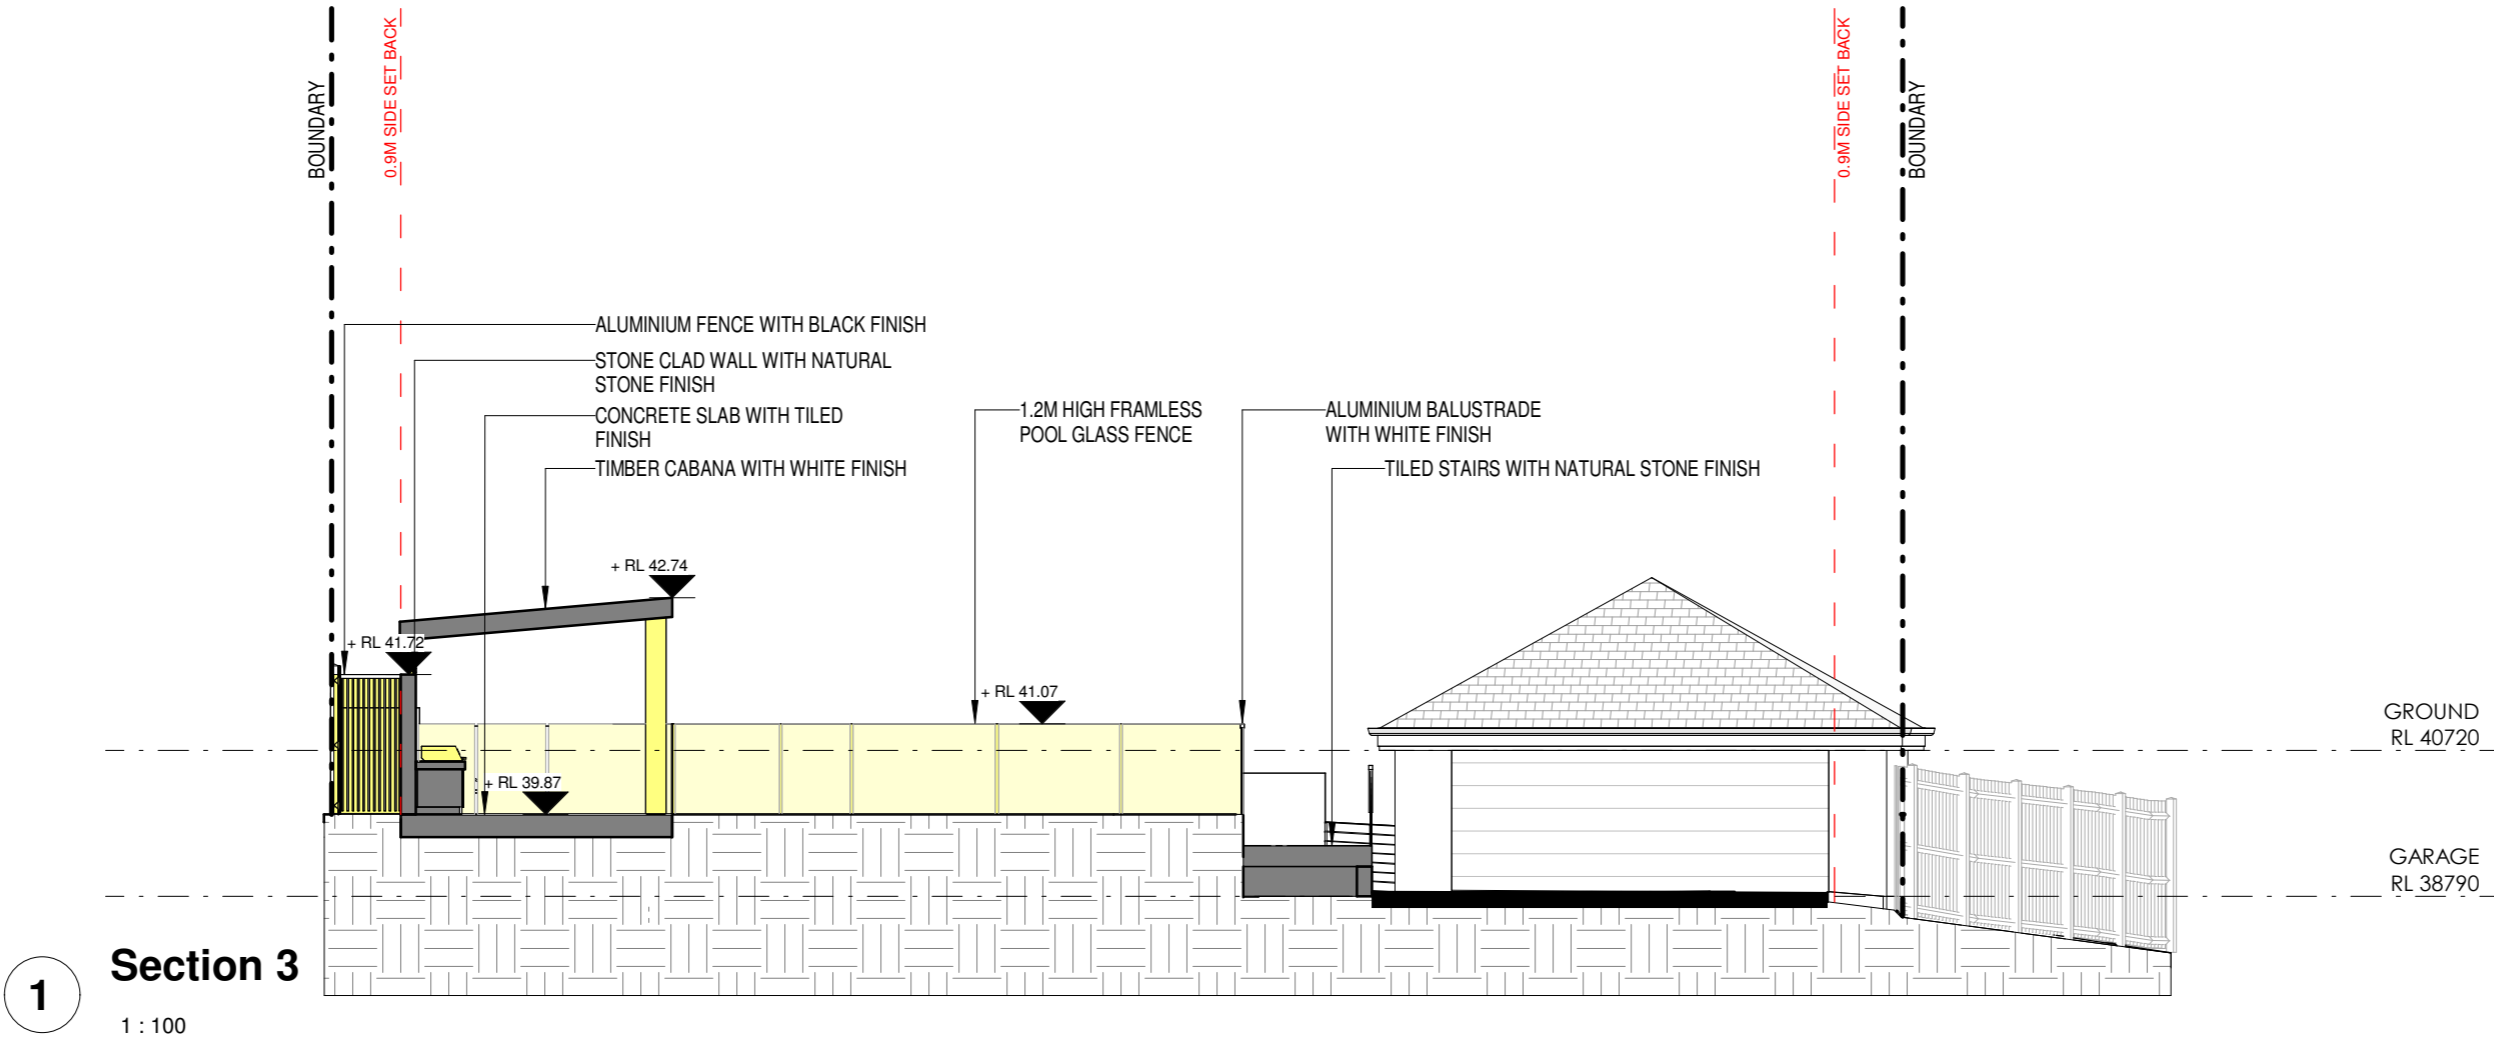 BOUNDARY
0.9M SIDE SET BACK
0.9M SIDE SET BACK
BOUNDARY
ALUMINIUM FENCE WITH BLACK FINISH
STONE CLAD WALL WITH NATURAL
STONE FINISH
CONCRETE SLAB WITH TILED
FINISH
TIMBER CABANA WITH WHITE FINISH
1.2M HIGH FRAMLESS
POOL GLASS FENCE
ALUMINIUM BALUSTRADE
WITH WHITE FINISH
TILED STAIRS WITH NATURAL STONE FINISH
+ RL 42.74
+ RL 41.72
+ RL 41.07
+ RL 39.87
GROUND
RL 40720
GARAGE
RL 38790
1
Section 3
1 : 100